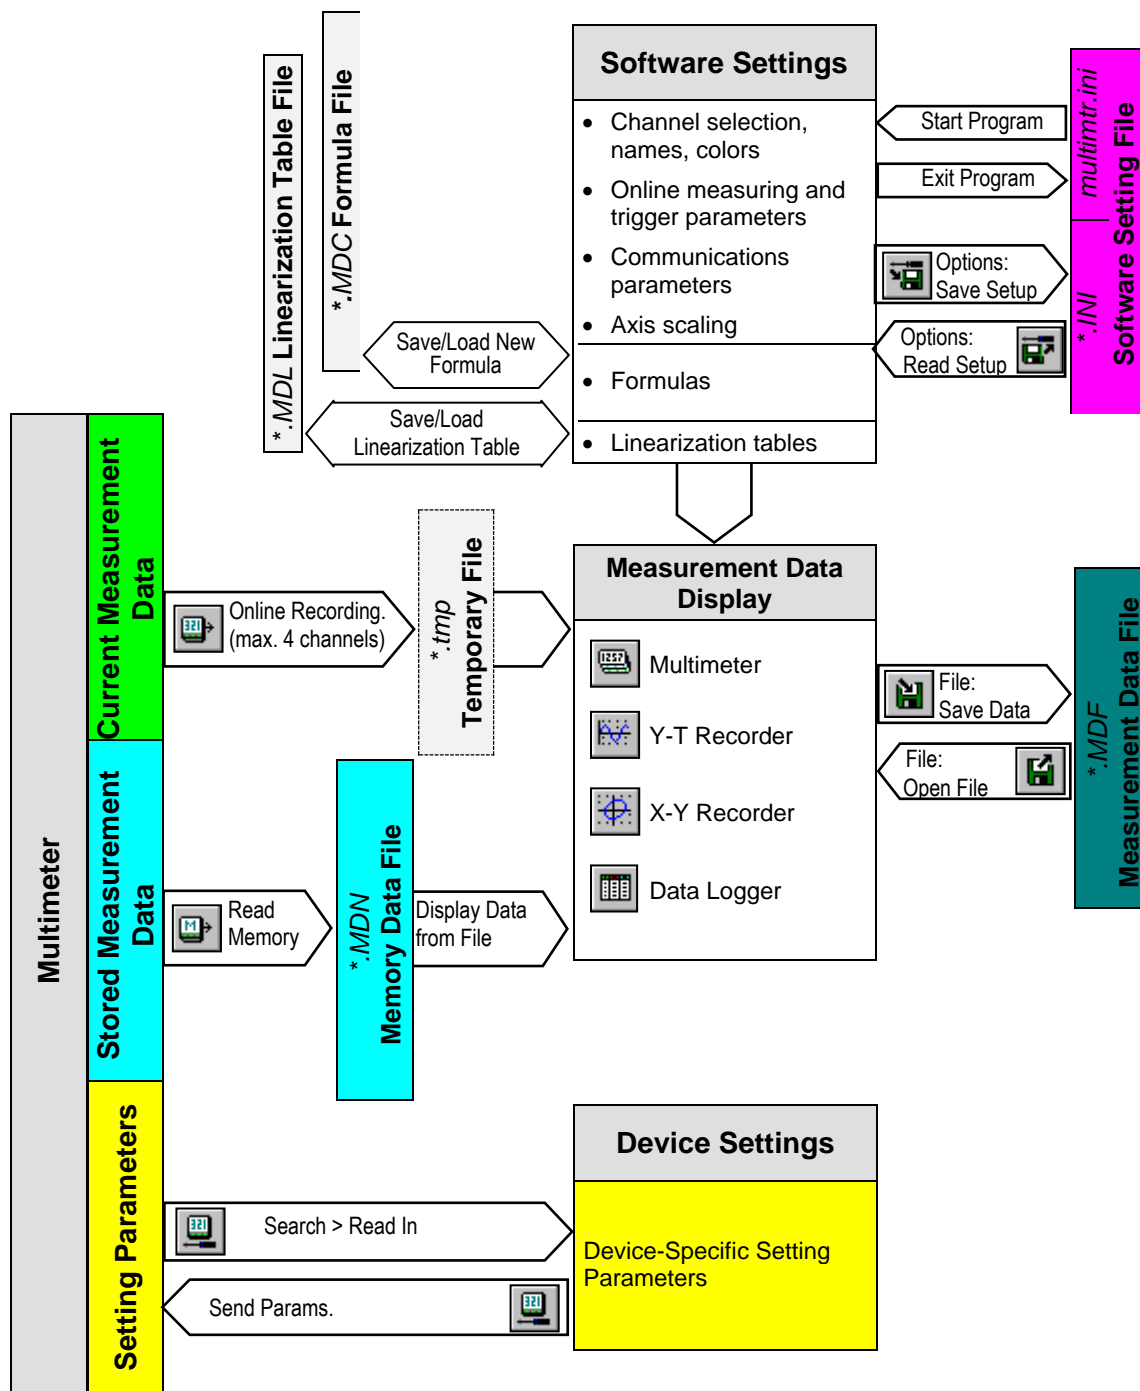 *.MDL Linearization Table File
*.MDC Formula File
Software Settings
• Channel selection,
names, colors
• Online measuring and
trigger parameters
• Communications
parameters
• Axis scaling
• Formulas
• Linearization tables
Start Program
Exit Program
Options:
Save Setup
Options:
Read Setup
multimtr.ini
*.INI
Software Setting File
Save/Load New
Formula
Save/Load
Linearization Table
Multimeter
Current Measurement
Data
Stored Measurement
Data
Setting Parameters
321
Online Recording.
(max. 4 channels)
*.tmp
Temporary File
M
Read
Memory
*.MDN
Memory Data File
Display Data
from File
Measurement Data
Display
1257
Multimeter
Y-T Recorder
X-Y Recorder
Data Logger
File:
Save Data
File:
Open File
*.MDF
Measurement Data File
321
Search > Read In
Send Params.
321
Device Settings
Device-Specific Setting
Parameters